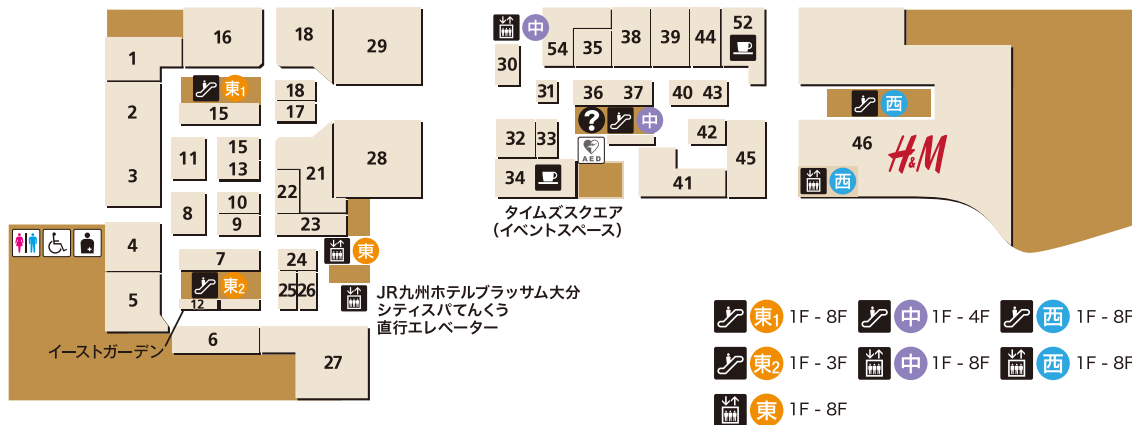 16
18
29
1
東1
2
15
18
17
11
15
13
3
21
28
22
8
10
9
23
4
7
24
東
東2
12
25
26
5
イーストガーデン
6
27
JR九州ホテルブラッサム大分
シティスパてんくう
直行エレベーター
中
30
54
35
38
39
44
52
31
36
37
40
43
?
中
AED
32
33
42
34
41
45
タイムズスクエア
(イベントスペース)
西
46
H&M
西
東1 1F - 8F 中 1F - 4F 西 1F - 8F
東2 1F - 3F 中 1F - 8F 西 1F - 8F
東 1F - 8F